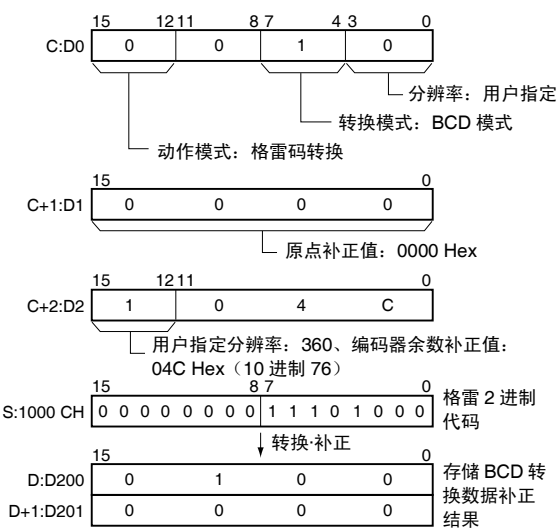 15 12 11 8 7 4 3 0
C:D0 0 0 1 0
分辨率：用户指定
转换模式：BCD 模式
动作模式：格雷码转换
15 0
C+1:D1 0 0 0 0
原点补正值：0000 Hex
15 12 11 0
C+2:D2 1 0 4 C
用户指定分辨率：360、编码器余数补正值：
04C Hex（10 进制 76）
15 8 7 0
S:1000 CH 0 0 0 0 0 0 0 0 1 1 1 0 1 0 0 0 格雷 2 进制
代码
转换·补正
15 0
D:D200 0 1 0 0 存储 BCD 转
换数据补正
D+1:D201 0 0 0 0 结果